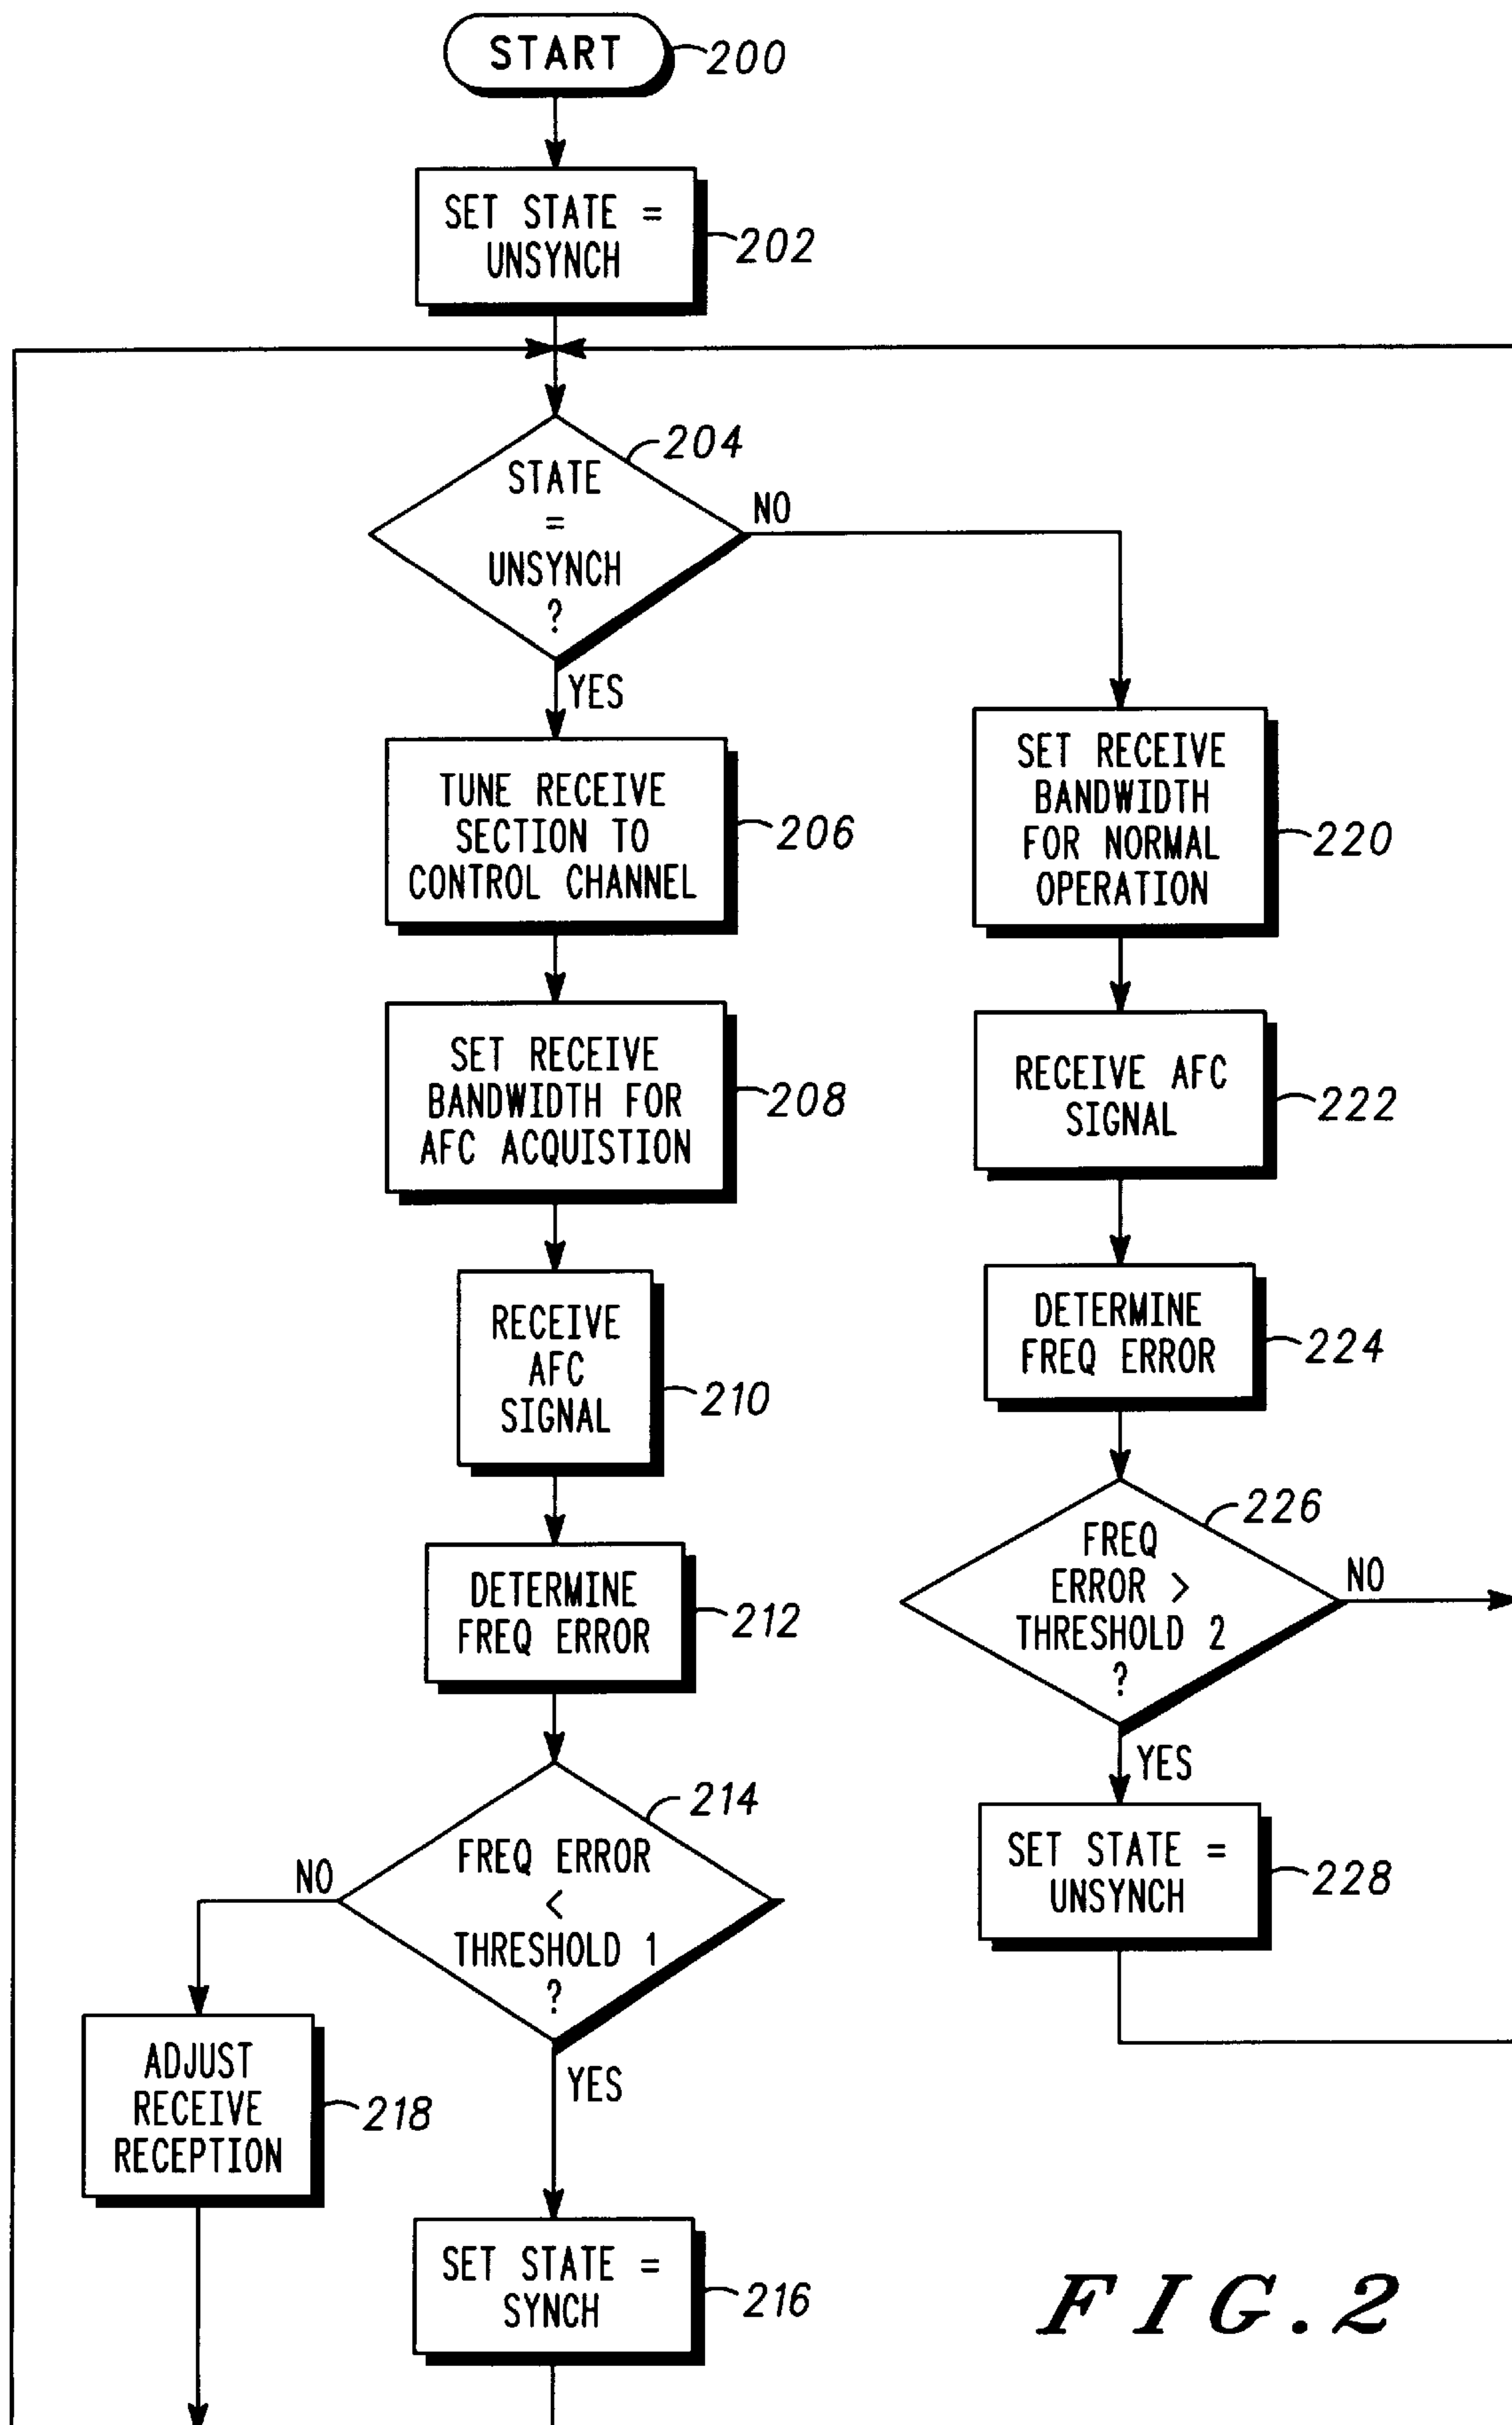 START
200
SET STATE =
UNSYNCH
202
204
STATE
=
UNSYNCH
?
NO
YES
TUNE RECEIVE
SECTION TO
CONTROL CHANNEL
206
SET RECEIVE
BANDWIDTH FOR
AFC ACQUISTION
208
RECEIVE
AFC
SIGNAL
210
DETERMINE
FREQ ERROR
212
214
FREQ ERROR
<
THRESHOLD 1
?
NO
YES
ADJUST
RECEIVE
RECEPTION
218
SET STATE =
SYNCH
216
SET RECEIVE
BANDWIDTH
FOR NORMAL
OPERATION
220
RECEIVE AFC
SIGNAL
222
DETERMINE
FREQ ERROR
224
226
FREQ
ERROR >
THRESHOLD 2
?
NO
YES
SET STATE =
UNSYNCH
228
FIG.2